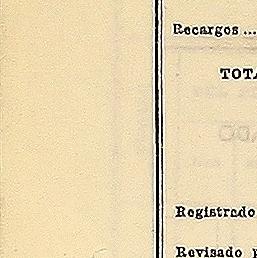 Recargos ...
TOTA
Registrado
Revisado p